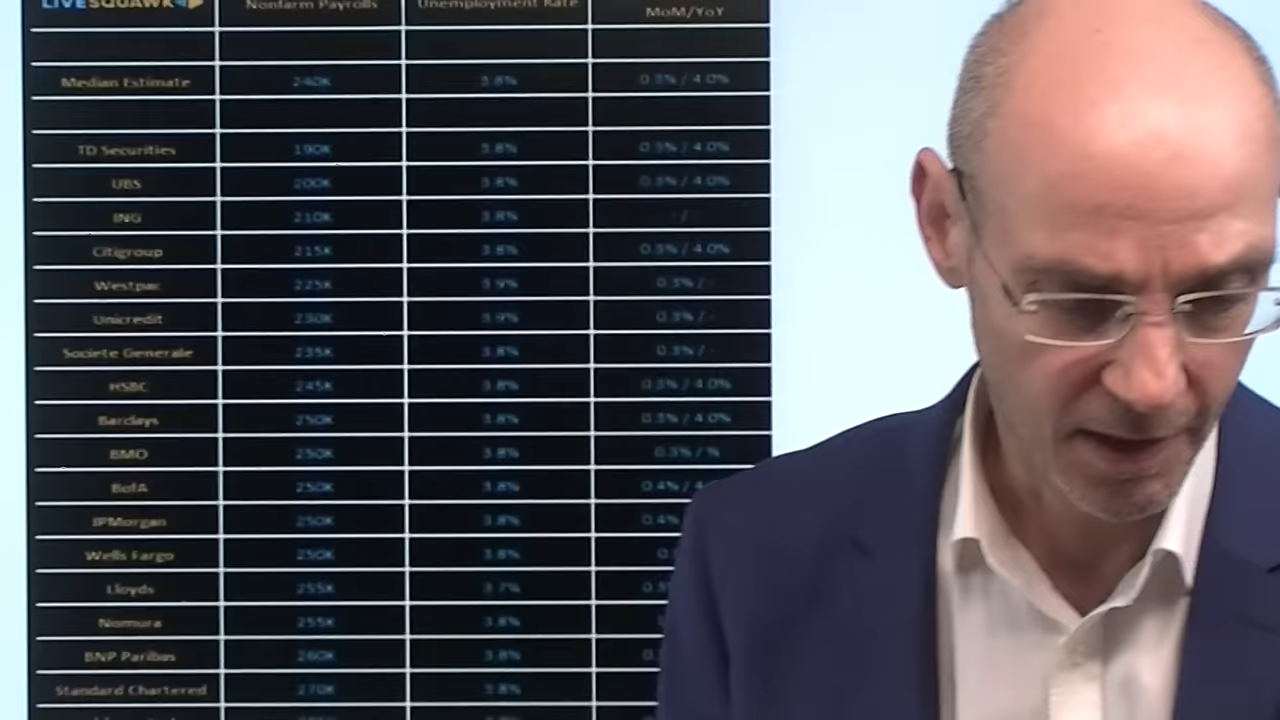 LIVESQUAWK Nonfarm Payrolls Unemployment Rate MoM/YoY
Median Estimate 240K 3.8% 0.3% / 4.0%
TD Securities 190K 3.8% 0.3% / 4.0%
UBS 200K 3.8% 0.3% / 4.0%
ING 210K 3.8% - / -
Citigroup 215K 3.8% 0.3% / 4.0%
Westpac 225K 3.9% 0.3% / -
Unicredit 230K 3.9% 0.3% / -
Societe Generale 235K 3.8% 0.3% / -
HSBC 245K 3.8% 0.3% / 4.0%
Barclays 250K 3.8% 0.3% / 4.0%
BMO 250K 3.8% 0.3% / %
BofA 250K 3.8% 0.4% / 4
JPMorgan 250K 3.8% 0.4%
Wells Fargo 250K 3.8% 0
Lloyds 255K 3.7% 0.3
Nomura 255K 3.8%
BNP Paribas 260K 3.8% 0
Standard Chartered 270K 3.8%